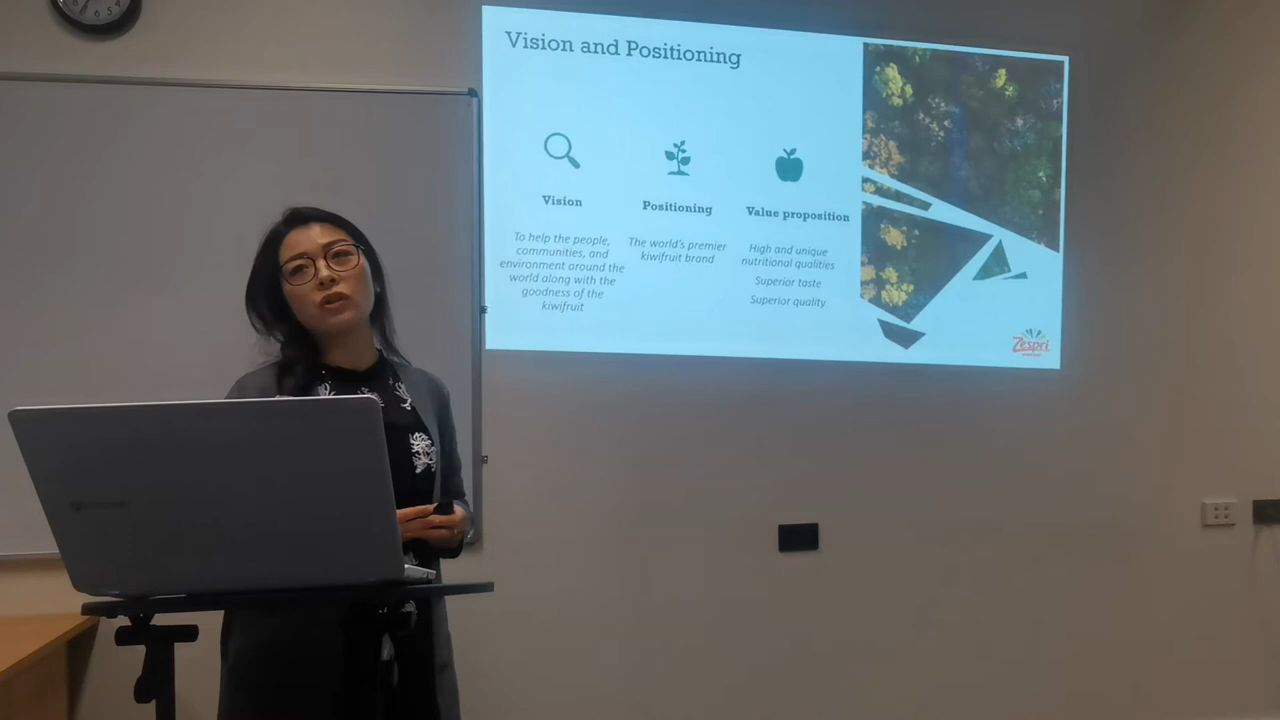 Vision and Positioning
Vision
To help the people,
communities, and
environment around the
world along with the
goodness of the
kiwifruit
Positioning
The world's premier
kiwifruit brand
Value proposition
High and unique
nutritional qualities
Superior taste
Superior quality
Zespri
6 5